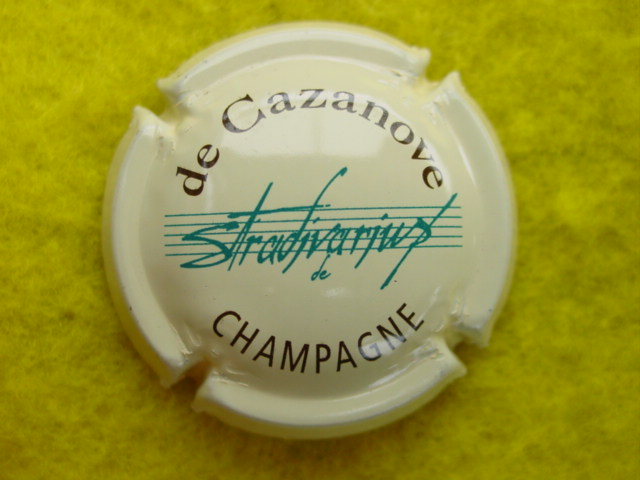 de Cazanove
Stradivarius
de
CHAMPAGNE